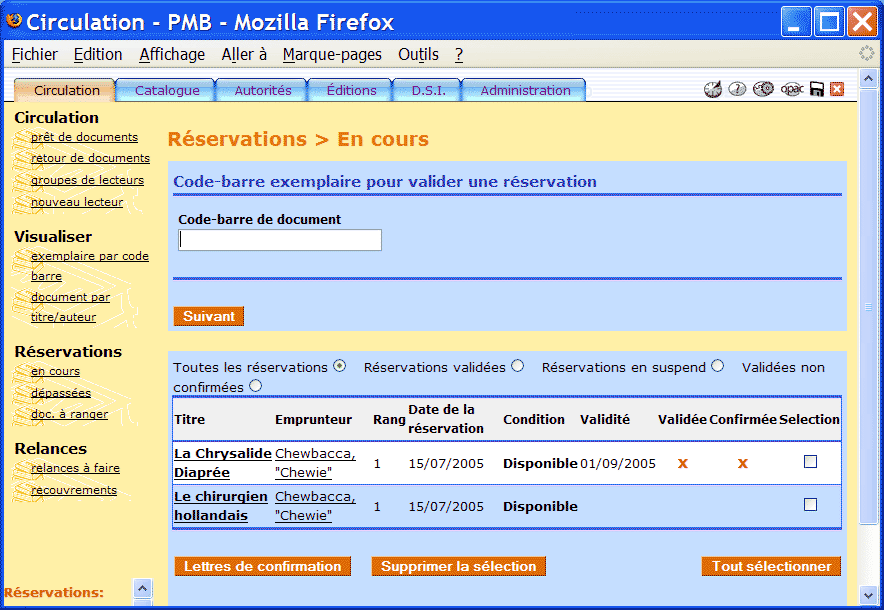 Circulation - PMB - Mozilla Firefox
Fichier Edition Affichage Aller à Marque-pages Outils ?
Circulation Catalogue Autorités Éditions D.S.I. Administration opac
Circulation
prêt de documents
retour de documents
groupes de lecteurs
nouveau lecteur
Visualiser
exemplaire par code
barre
document par
titre/auteur
Réservations
en cours
dépassées
doc. à ranger
Relances
relances à faire
recouvrements
Réservations:
Réservations > En cours
Code-barre exemplaire pour valider une réservation
Code-barre de document
Suivant
Toutes les réservations Réservations validées Réservations en suspend Validées non
confirmées
Titre Emprunteur Rang Date de la réservation Condition Validité Validée Confirmée Selection
La Chrysalide Chewbacca,
Diaprée "Chewie" 1 15/07/2005 Disponible 01/09/2005 x x
Le chirurgien Chewbacca,
hollandais "Chewie" 1 15/07/2005 Disponible
Lettres de confirmation Supprimer la sélection Tout sélectionner